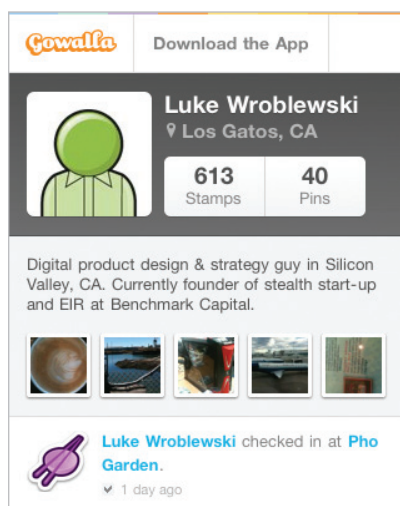 Gowalla
Download the App
Luke Wroblewski
Los Gatos, CA
613
Stamps
40
Pins
Digital product design & strategy guy in Silicon
Valley, CA. Currently founder of stealth start-up
and EIR at Benchmark Capital.
Luke Wroblewski checked in at Pho
Garden.
1 day ago